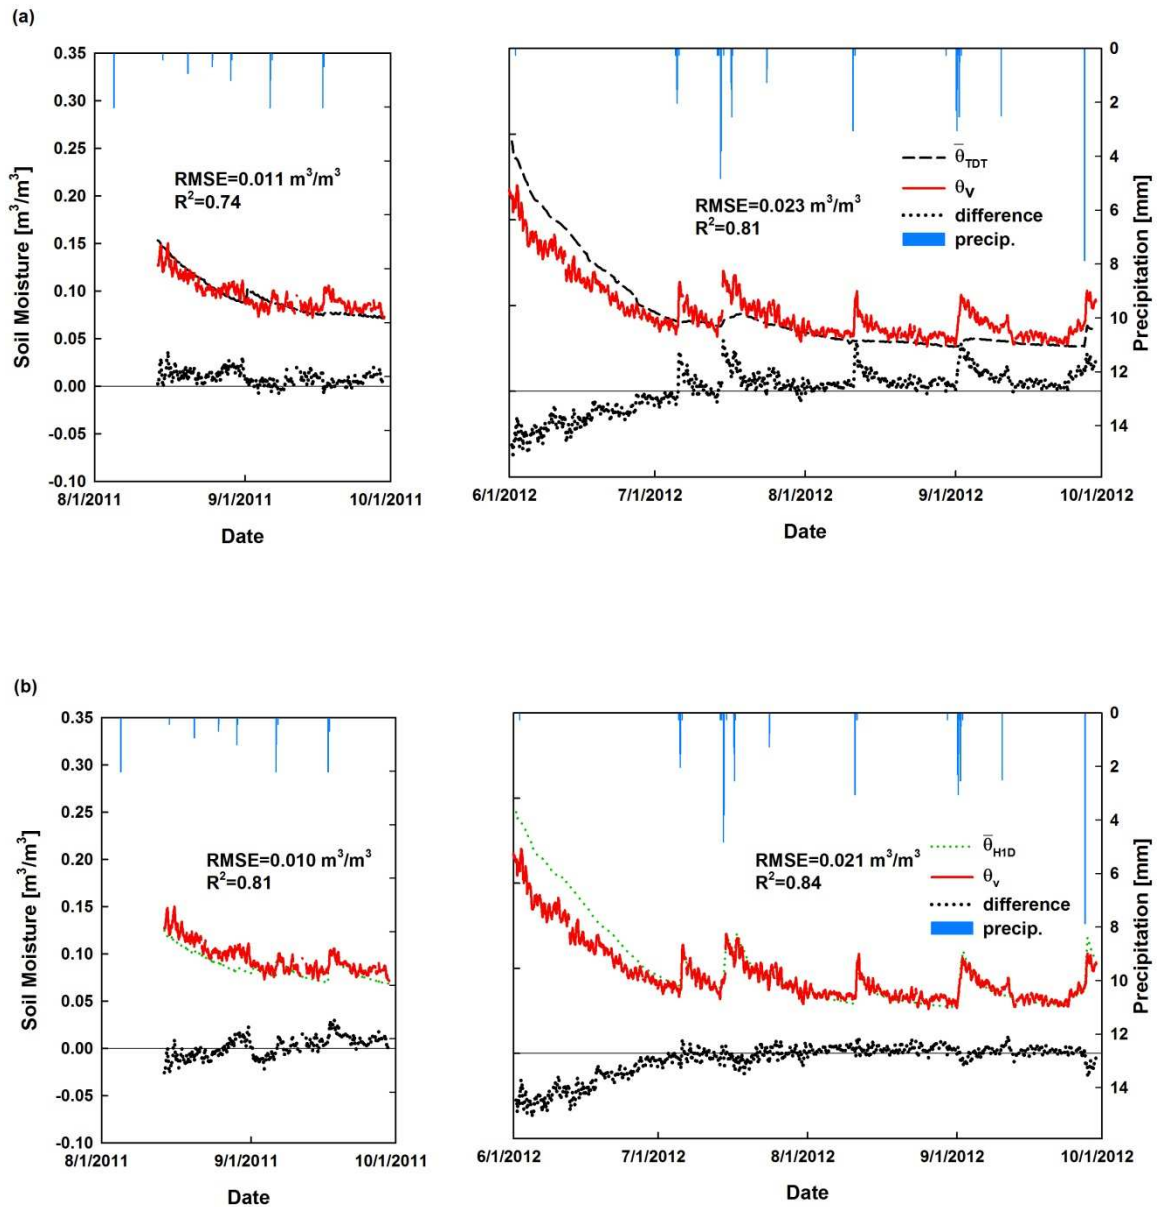 (a)
Soil Moisture [m³/m³]
0.35
0.30
0.25
0.20
0.15
0.10
0.05
0.00
-0.05
-0.10
RMSE=0.011 m³/m³
R²=0.74
8/1/2011 9/1/2011 10/1/2011
Date
RMSE=0.023 m³/m³
R²=0.81
θ̅TDT
θv
difference
precip.
0
2
4
6
8
10
12
14
Precipitation [mm]
6/1/2012 7/1/2012 8/1/2012 9/1/2012 10/1/2012
Date
(b)
Soil Moisture [m³/m³]
0.35
0.30
0.25
0.20
0.15
0.10
0.05
0.00
-0.05
-0.10
RMSE=0.010 m³/m³
R²=0.81
8/1/2011 9/1/2011 10/1/2011
Date
RMSE=0.021 m³/m³
R²=0.84
θ̅H1D
θv
difference
precip.
0
2
4
6
8
10
12
14
Precipitation [mm]
6/1/2012 7/1/2012 8/1/2012 9/1/2012 10/1/2012
Date